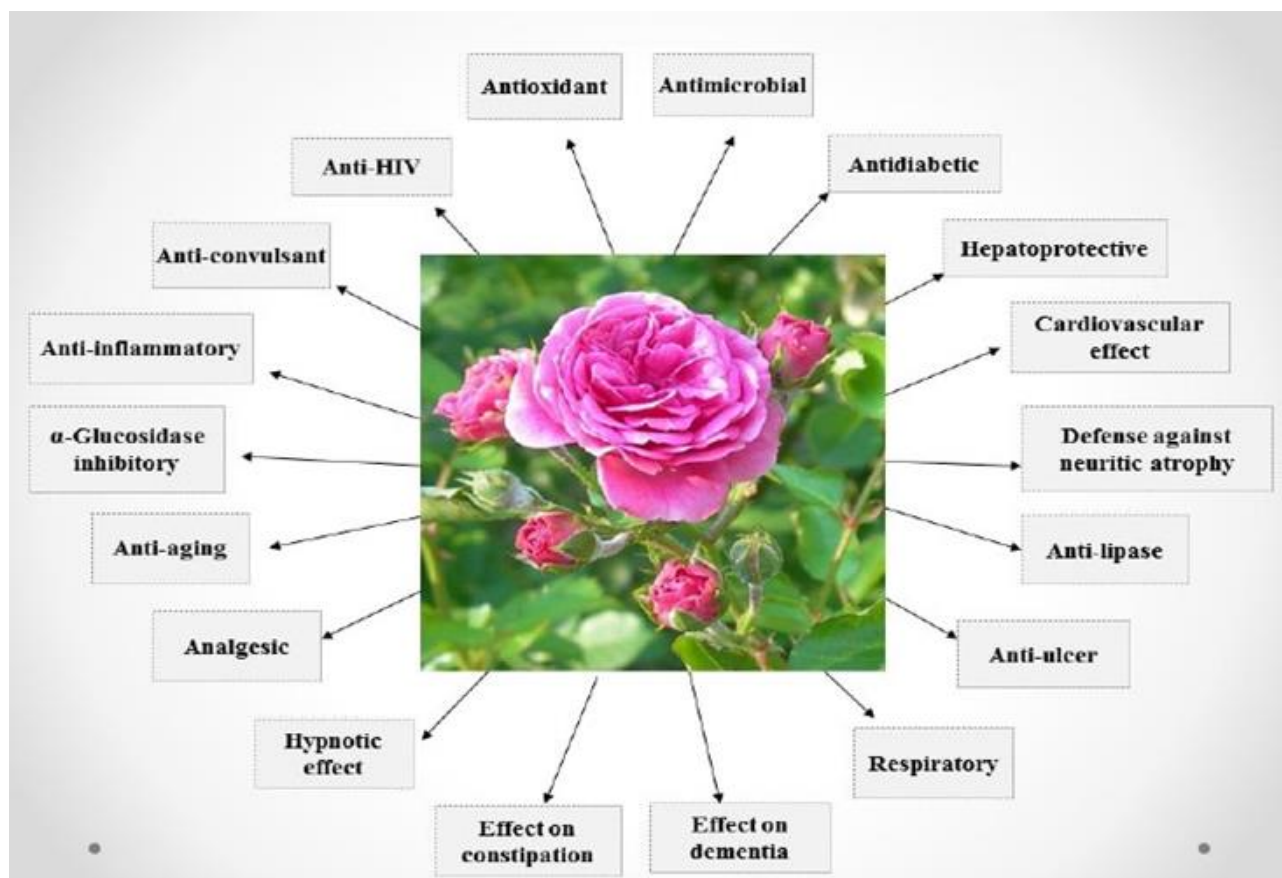 Antioxidant
Antimicrobial
Anti-HIV
Antidiabetic
Anti-convulsant
Hepatoprotective
Anti-inflammatory
Cardiovascular
effect
α-Glucosidase
inhibitory
Defense against
neuritic atrophy
Anti-aging
Anti-lipase
Analgesic
Anti-ulcer
Hypnotic
effect
Respiratory
Effect on
constipation
Effect on
dementia